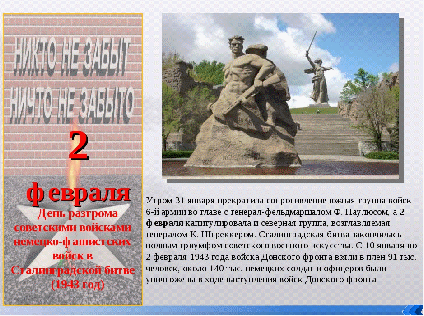 НИКТО НЕ ЗАБЫТ
НИЧТО НЕ ЗАБЫТО
2
февраля
День разгрома
советскими войсками
немецко-фашистских
войск в
Сталинградской битве
(1943 год)
Утром 31 января прекратила сопротивление южная группа войск
6-й армии во главе с генерал-фельдмаршалом Ф. Паулюсом, а 2
февраля капитулировала и северная группа, возглавляемая
генералом К. Штреккером. Сталинградская битва закончилась
полным триумфом советского военного искусства. С 10 января по
2 февраля 1943 года войска Донского фронта взяли в плен 91 тыс.
человек, около 140 тыс. немецких солдат и офицеров были
уничтожены в ходе наступления войск Донского фронта